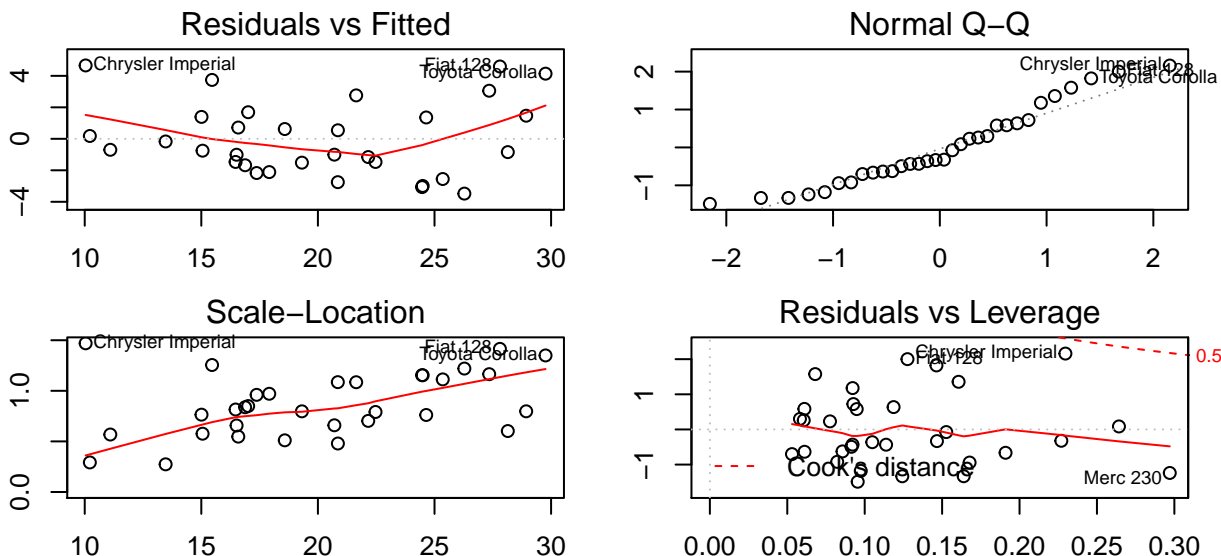 Residuals vs Fitted
Chrysler Imperial
Fiat 128
Toyota Corolla
4
0
−4
10 15 20 25 30
Normal Q−Q
Chrysler Imperial
Fiat 128
Toyota Corolla
2
1
−1
−2 −1 0 1 2
Scale−Location
Chrysler Imperial
Fiat 128
Toyota Corolla
1.0
0.0
10 15 20 25 30
Residuals vs Leverage
Chrysler Imperial
Fiat 128
0.5
1
−1
Cook's distance
Merc 230
0.00 0.05 0.10 0.15 0.20 0.25 0.30